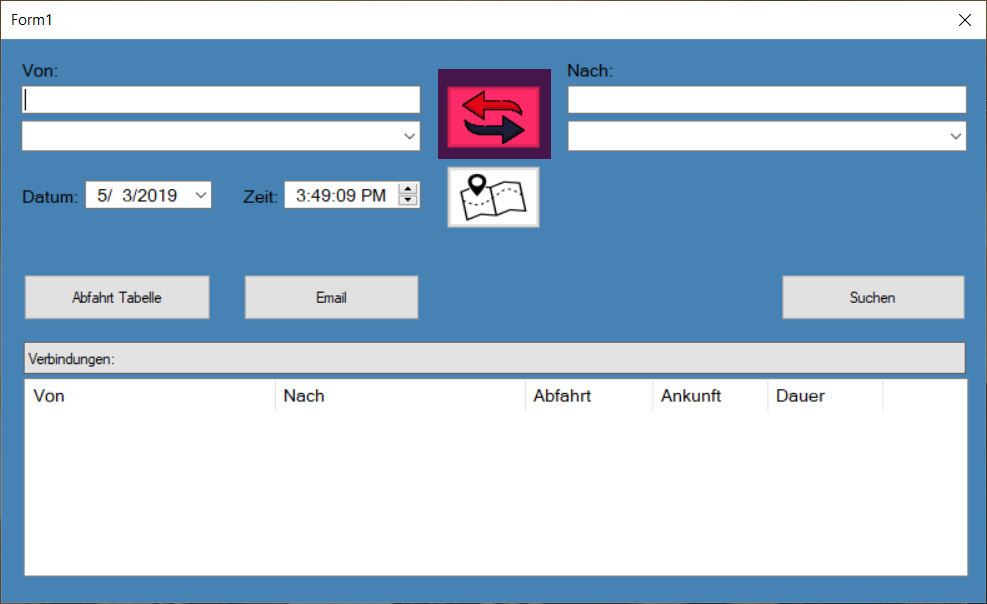 Form1
Von:
Nach:
Datum: 5/ 3/2019 Zeit: 3:49:09 PM
Abfahrt Tabelle Email Suchen
Verbindungen:
Von Nach Abfahrt Ankunft Dauer